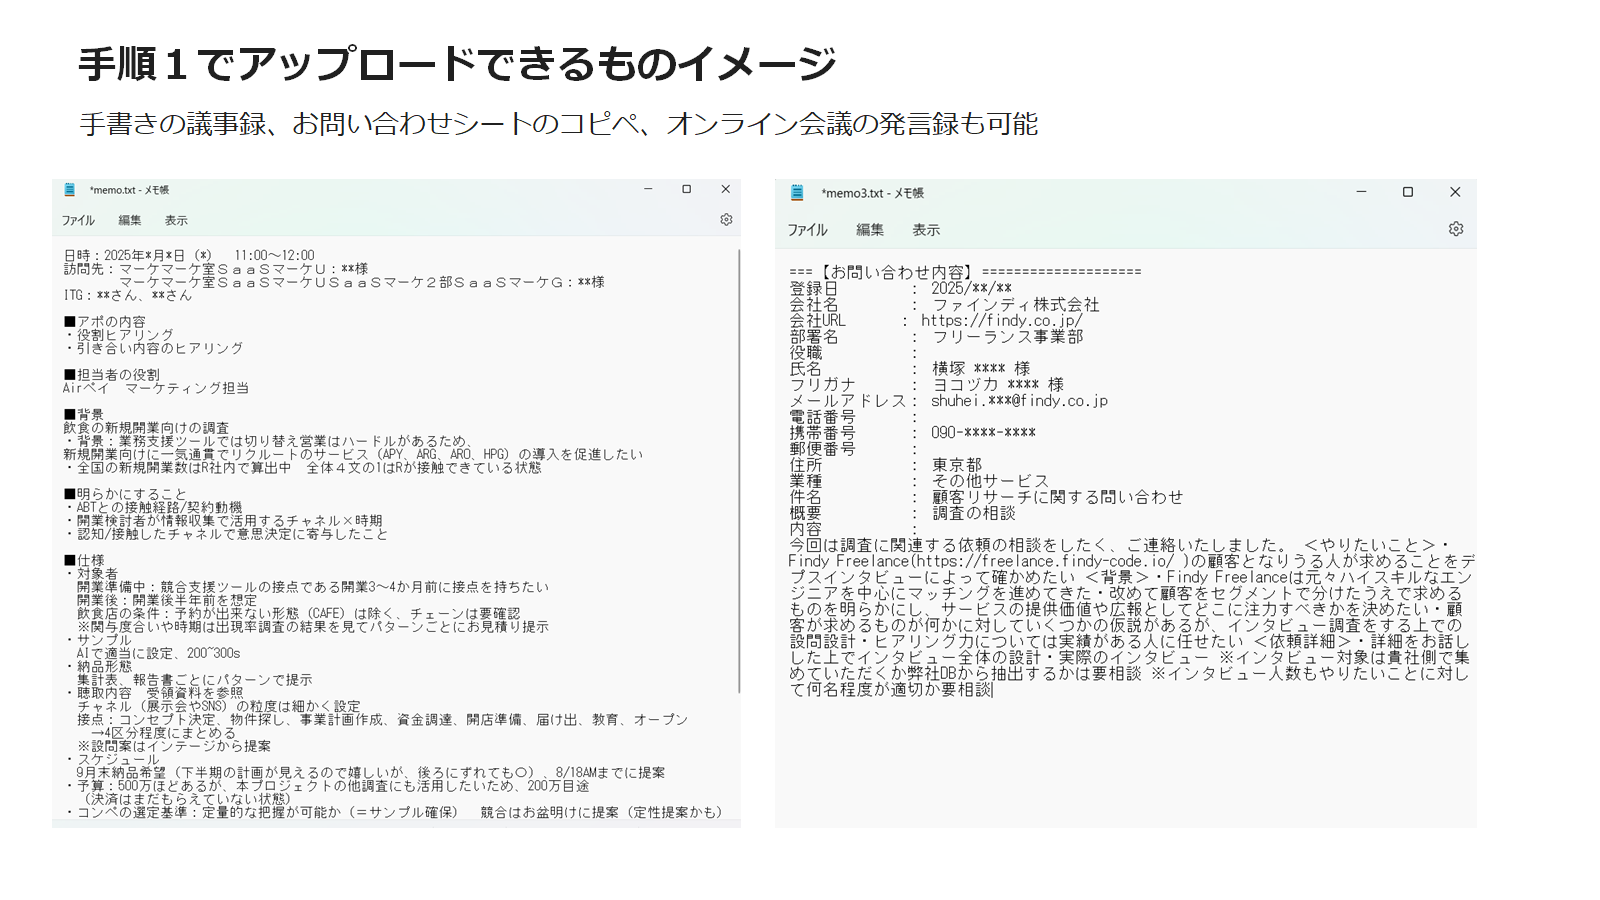 手順１でアップロードできるものイメージ
手書きの議事録、お問い合わせシートのコピペ、オンライン会議の発言録も可能
*memo.txt - メモ帳
ファイル 編集 表示
日時：2025年*月*日（*）　11:00～12:00
訪問先：マーケマーケ室ＳａａＳマーケＵ：**様
マーケマーケ室ＳａａＳマーケＵＳａａＳマーケ２部ＳａａＳマーケＧ：**様
ITG：**さん、**さん
■アポの内容
・役割ヒアリング
・引き合い内容のヒアリング
■担当者の役割
Airペイ　マーケティング担当
■背景
飲食の新規開業向けの調査
・背景：業務支援ツールでは切り替え営業はハードルがあるため、
新規開業向けに一気通貫でリクルートのサービス（APY、ARG、ARO、HPG）の導入を促進したい
・全国の新規開業数はR社内で算出中　全体４文の1はRが接触できている状態
■明らかにすること
・ABTとの接触経路/契約動機
・開業検討者が情報収集で活用するチャネル×時期
・認知/接触したチャネルで意思決定に寄与したこと
■仕様
・対象者
開業準備中：競合支援ツールの接点である開業3～4か月前に接点を持ちたい
開業後：開業後半年前を想定
飲食店の条件：予約が出来ない形態（CAFE）は除く、チェーンは要確認
※関与度合いや時期は出現率調査の結果を見てパターンごとにお見積り提示
・サンプル
AIで適当に設定、200~300s
・納品形態
集計表、報告書ごとにパターンで提示
・聴取内容　受領資料を参照
チャネル（展示会やSNS）の粒度は細かく設定
接点：コンセプト決定、物件探し、事業計画作成、資金調達、開店準備、届け出、教育、オープン
→4区分程度にまとめる
※設問案はインテージから提案
・スケジュール
9月末納品希望（下半期の計画が見えるので嬉しいが、後ろにずれても〇）、8/18AMまでに提案
・予算：500万ほどあるが、本プロジェクトの他調査にも活用したいため、200万目途
（決済はまだもらえていない状態）
・コンペの選定基準：定量的な把握が可能か（＝サンプル確保）　競合はお盆明けに提案（定性提案かも）
*memo3.txt - メモ帳
ファイル 編集 表示
===【お問い合わせ内容】====================
登録日　　　　： 2025/**/**
会社名　　　　： ファインディ株式会社
会社URL　　　： https://findy.co.jp/
部署名　　　　： フリーランス事業部
役職　　　　　：
氏名　　　　　： 横塚 **** 様
フリガナ　　　： ヨコヅカ **** 様
メールアドレス： shuhei.***@findy.co.jp
電話番号　　　：
携帯番号　　　： 090-****-****
郵便番号　　　：
住所　　　　　： 東京都
業種　　　　　： その他サービス
件名　　　　　： 顧客リサーチに関する問い合わせ
概要　　　　　： 調査の相談
内容　　　　　：
今回は調査に関連する依頼の相談をしたく、ご連絡いたしました。 ＜やりたいこと＞・
Findy Freelance(https://freelance.findy-code.io/ )の顧客となりうる人が求めることをデ
プスインタビューによって確かめたい ＜背景＞・Findy Freelanceは元々ハイスキルなエン
ジニアを中心にマッチングを進めてきた・改めて顧客をセグメントで分けたうえで求める
ものを明らかにし、サービスの提供価値や広報としてどこに注力すべきかを決めたい・顧
客が求めるものが何かに対していくつかの仮説があるが、インタビュー調査をする上での
設問設計・ヒアリング力については実績がある人に任せたい ＜依頼詳細＞・詳細をお話し
した上でインタビュー全体の設計・実際のインタビュー ※インタビュー対象は貴社側で集
めていただくか弊社DBから抽出するかは要相談 ※インタビュー人数もやりたいことに対し
て何名程度が適切か要相談